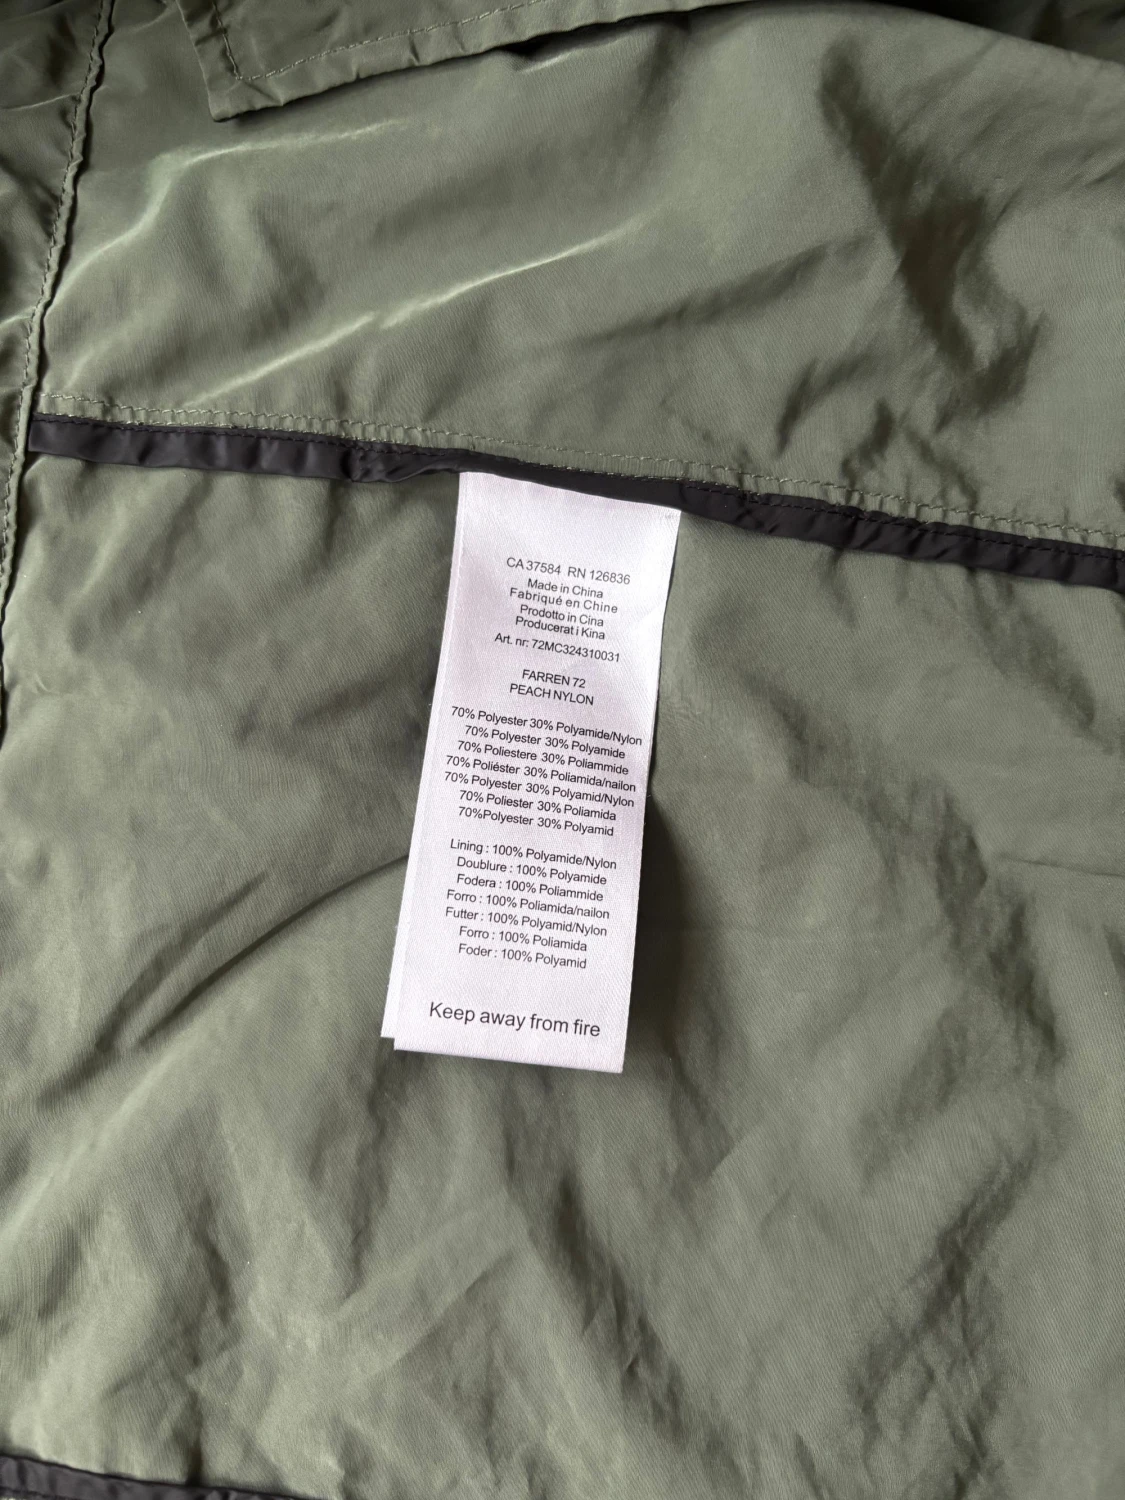 CA 37584 RN 126836
Made in China
Fabriqué en Chine
Prodotto in Cina
Producerat i Kina
Art. nr: 72MC324310031
FARREN 72
PEACH NYLON
70% Polyester 30% Polyamide/Nylon
70% Polyester 30% Polyamide
70% Poliestere 30% Poliammide
70% Poliéster 30% Poliamida/nailon
70% Polyester 30% Polyamid/Nylon
70% Poliester 30% Poliamida
70%Polyester 30% Polyamid
Lining : 100% Polyamide/Nylon
Doublure : 100% Polyamide
Fodera : 100% Poliammide
Forro : 100% Poliamida/nailon
Futter : 100% Polyamid/Nylon
Forro : 100% Poliamida
Foder : 100% Polyamid
Keep away from fire